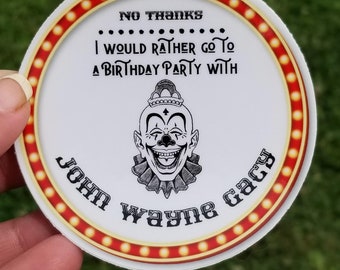 No Thanks
I would rather go to
a Birthday Party with
John Wayne Gacy